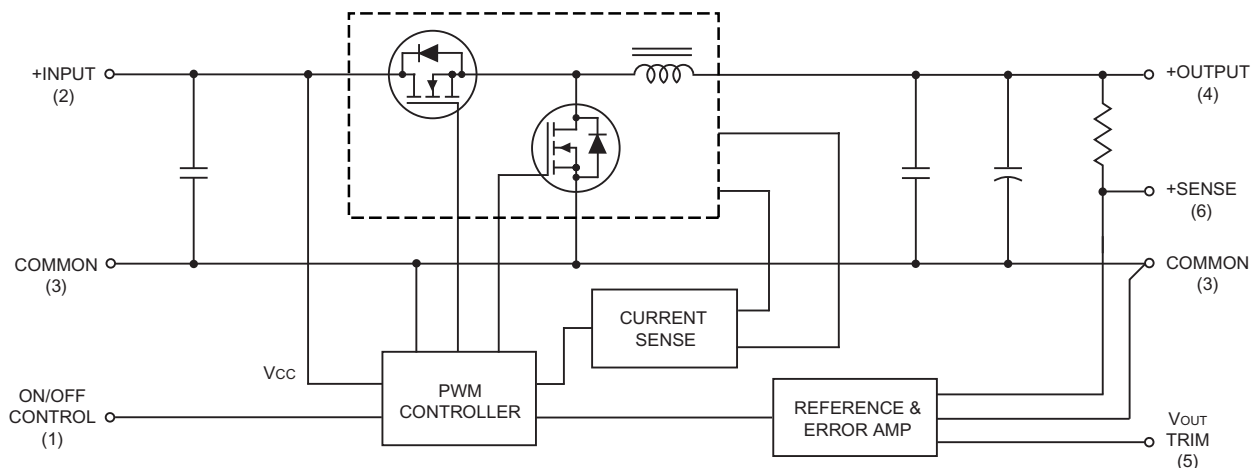 +INPUT
(2)
+OUTPUT
(4)
+SENSE
(6)
COMMON
(3)
COMMON
(3)
CURRENT
SENSE
VCC
PWM
CONTROLLER
ON/OFF
CONTROL
(1)
REFERENCE &
ERROR AMP
VOUT
TRIM
(5)